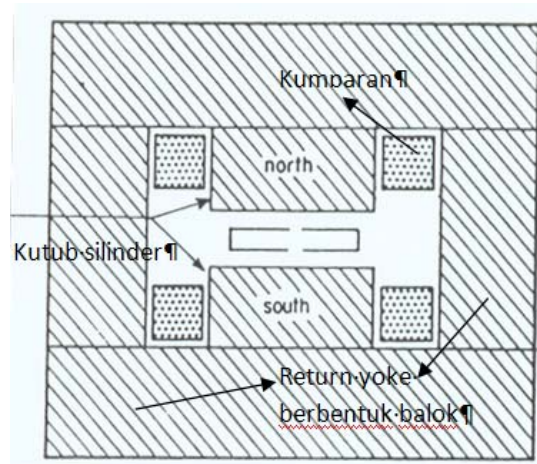 Kumparan¶
north
Kutub·silinder¶
south
Return·yoke·
berbentuk·balok¶